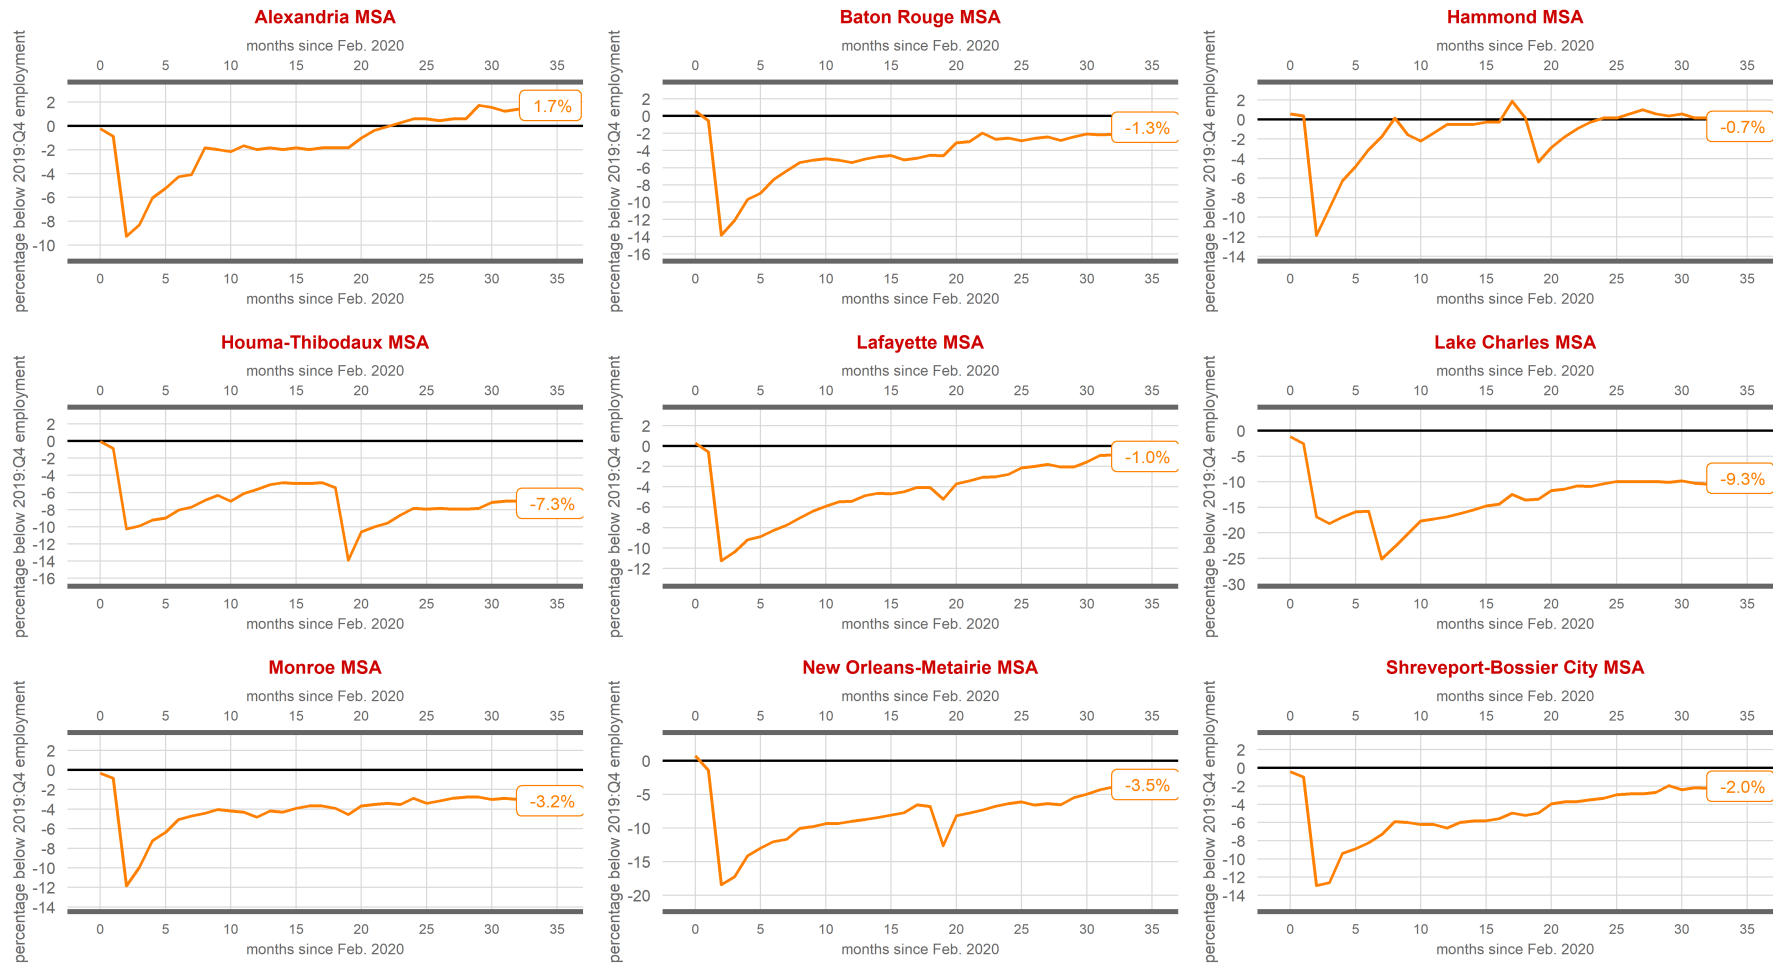 Alexandria MSA
months since Feb. 2020
0 5 10 15 20 25 30 35
percentage below 2019:Q4 employment
2
0
-2
-4
-6
-8
-10
1.7%
0 5 10 15 20 25 30 35
months since Feb. 2020
Baton Rouge MSA
months since Feb. 2020
0 5 10 15 20 25 30 35
percentage below 2019:Q4 employment
2
0
-2
-4
-6
-8
-10
-12
-14
-16
-1.3%
0 5 10 15 20 25 30 35
months since Feb. 2020
Hammond MSA
months since Feb. 2020
0 5 10 15 20 25 30 35
percentage below 2019:Q4 employment
2
0
-2
-4
-6
-8
-10
-12
-14
-0.7%
0 5 10 15 20 25 30 35
months since Feb. 2020
Houma-Thibodaux MSA
months since Feb. 2020
0 5 10 15 20 25 30 35
percentage below 2019:Q4 employment
2
0
-2
-4
-6
-8
-10
-12
-14
-16
-7.3%
0 5 10 15 20 25 30 35
months since Feb. 2020
Lafayette MSA
months since Feb. 2020
0 5 10 15 20 25 30 35
percentage below 2019:Q4 employment
2
0
-2
-4
-6
-8
-10
-12
-1.0%
0 5 10 15 20 25 30 35
months since Feb. 2020
Lake Charles MSA
months since Feb. 2020
0 5 10 15 20 25 30 35
percentage below 2019:Q4 employment
0
-5
-10
-15
-20
-25
-30
-9.3%
0 5 10 15 20 25 30 35
months since Feb. 2020
Monroe MSA
months since Feb. 2020
0 5 10 15 20 25 30 35
percentage below 2019:Q4 employment
2
0
-2
-4
-6
-8
-10
-12
-14
-3.2%
0 5 10 15 20 25 30 35
months since Feb. 2020
New Orleans-Metairie MSA
months since Feb. 2020
0 5 10 15 20 25 30 35
percentage below 2019:Q4 employment
0
-5
-10
-15
-20
-3.5%
0 5 10 15 20 25 30 35
months since Feb. 2020
Shreveport-Bossier City MSA
months since Feb. 2020
0 5 10 15 20 25 30 35
percentage below 2019:Q4 employment
2
0
-2
-4
-6
-8
-10
-12
-14
-2.0%
0 5 10 15 20 25 30 35
months since Feb. 2020